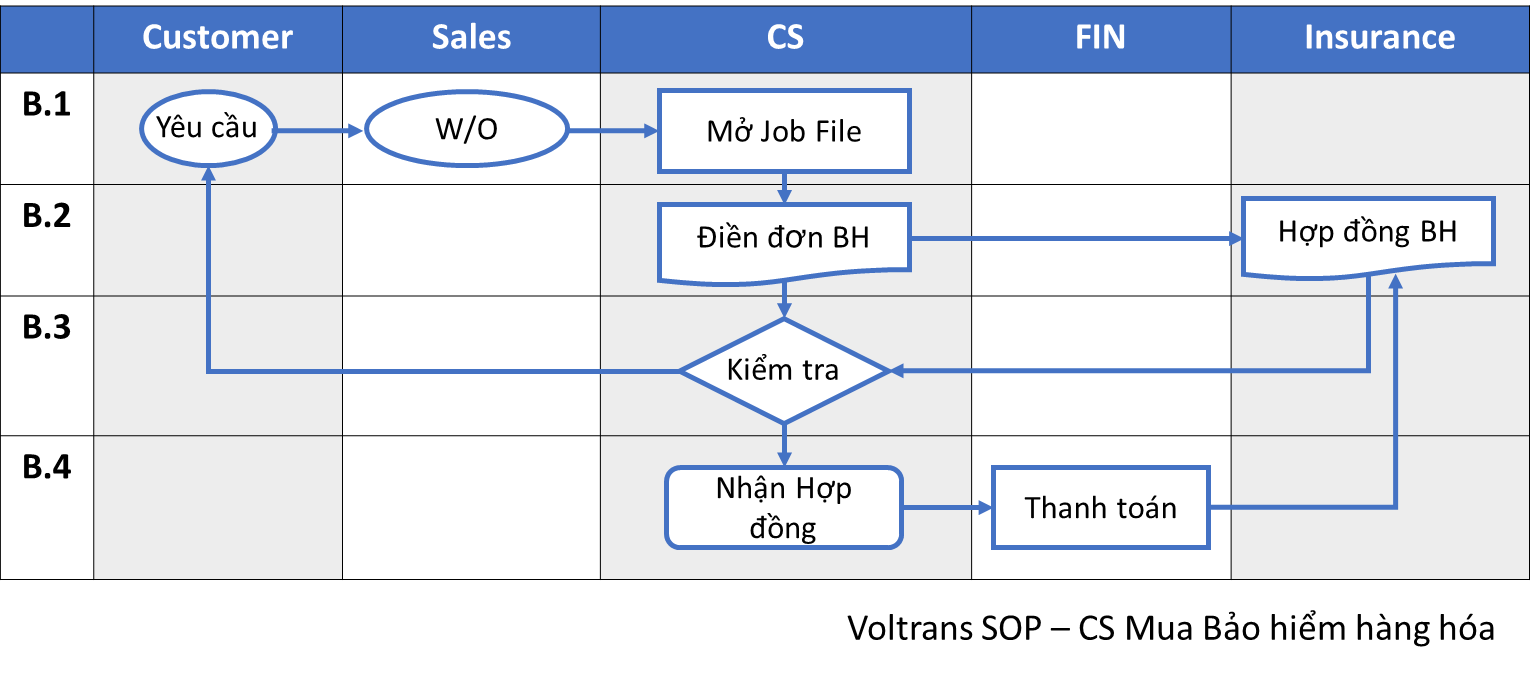 Customer Sales CS FIN Insurance
B.1 Yêu cầu W/O Mở Job File
B.2 Điền đơn BH Hợp đồng BH
B.3 Kiểm tra
B.4 Nhận Hợp
đồng
Thanh toán
Voltrans SOP – CS Mua Bảo hiểm hàng hóa